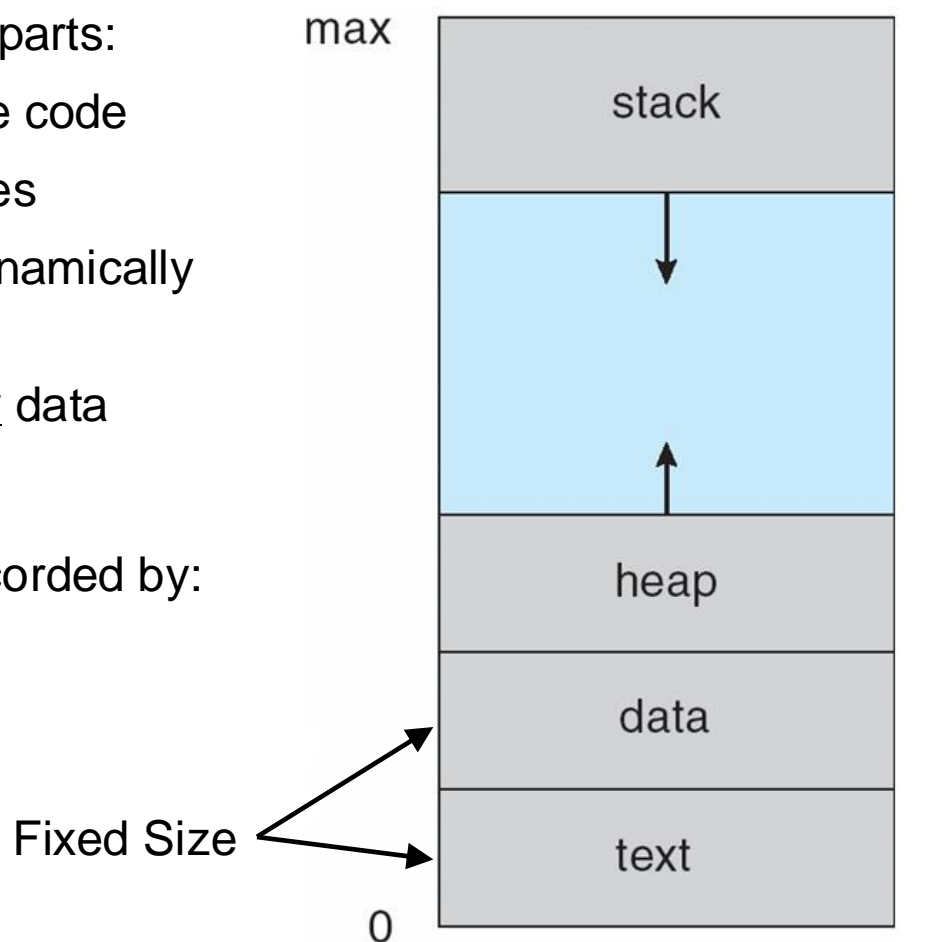 parts:
max
e code
stack
es
namically
data
corded by:
heap
data
Fixed Size
text
0